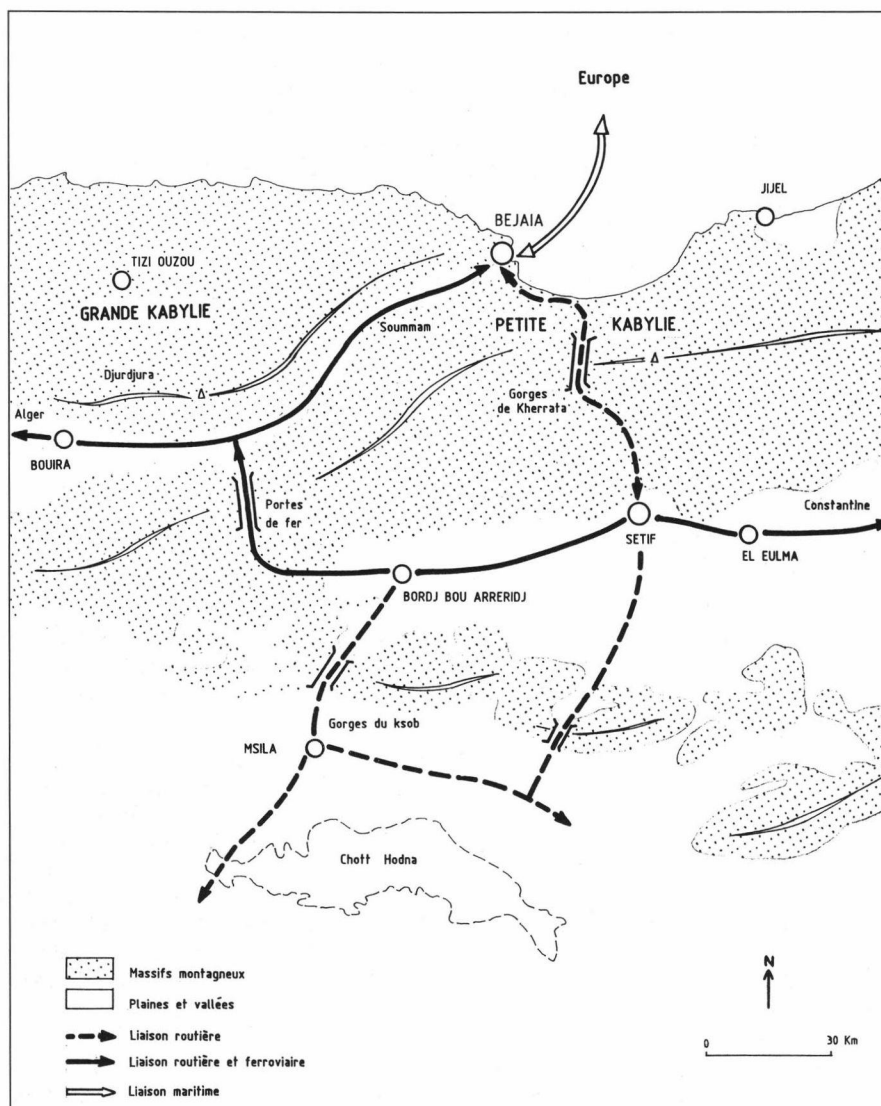 Europe
JIJEL
BEJAIA
TIZI OUZOU
GRANDE KABYLIE
Soummam
PETITE KABYLIE
Djurdjura
Gorges
de Kherrata
Alger
BOUIRA
Portes
de fer
Constantine
SETIF
EL EULMA
BORDJ BOU ARRERIDJ
Gorges du ksob
MSILA
Chott Hodna
Massifs montagneux
Plaines et vallées
Liaison routière
Liaison routière et ferroviaire
Liaison maritime
N
0 30 Km